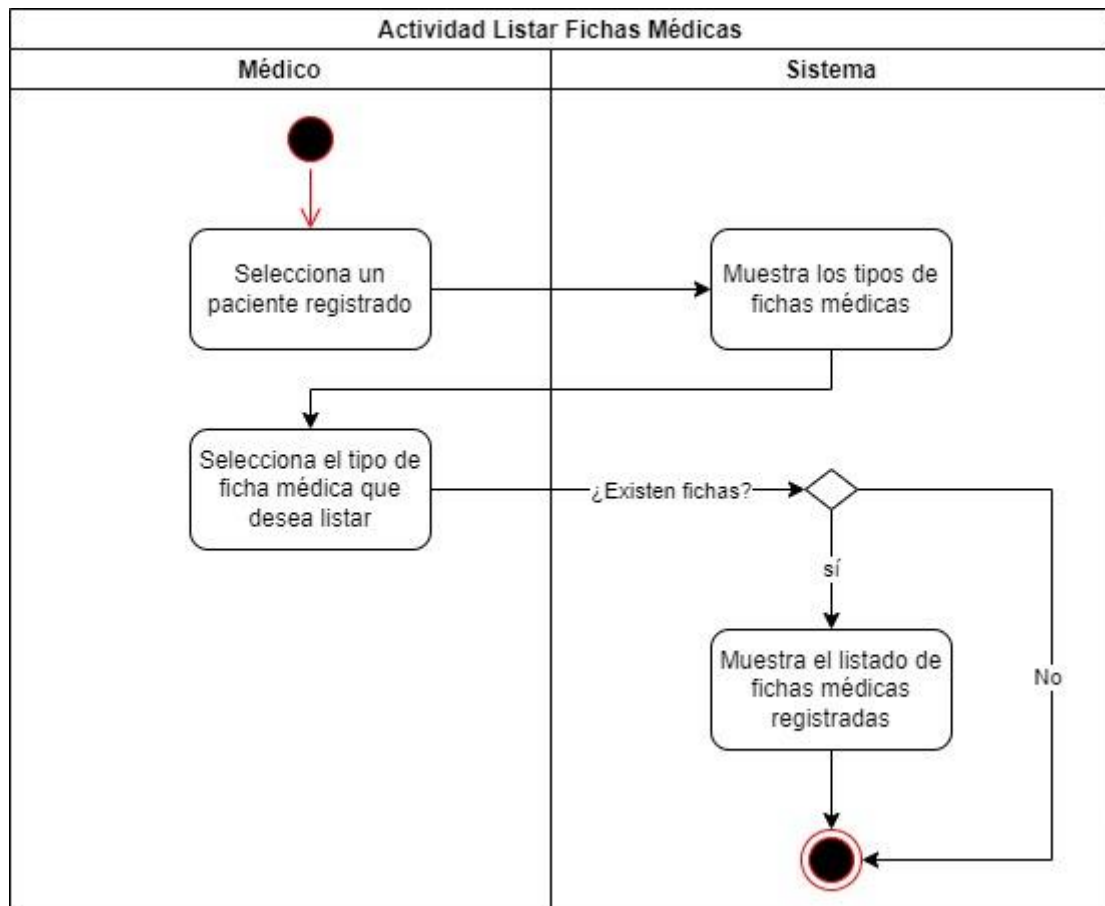 Actividad Listar Fichas Médicas
Médico
Sistema
Selecciona un
paciente registrado
Muestra los tipos de
fichas médicas
Selecciona el tipo de
ficha médica que
desea listar
¿Existen fichas?
sí
Muestra el listado de
fichas médicas
registradas
No